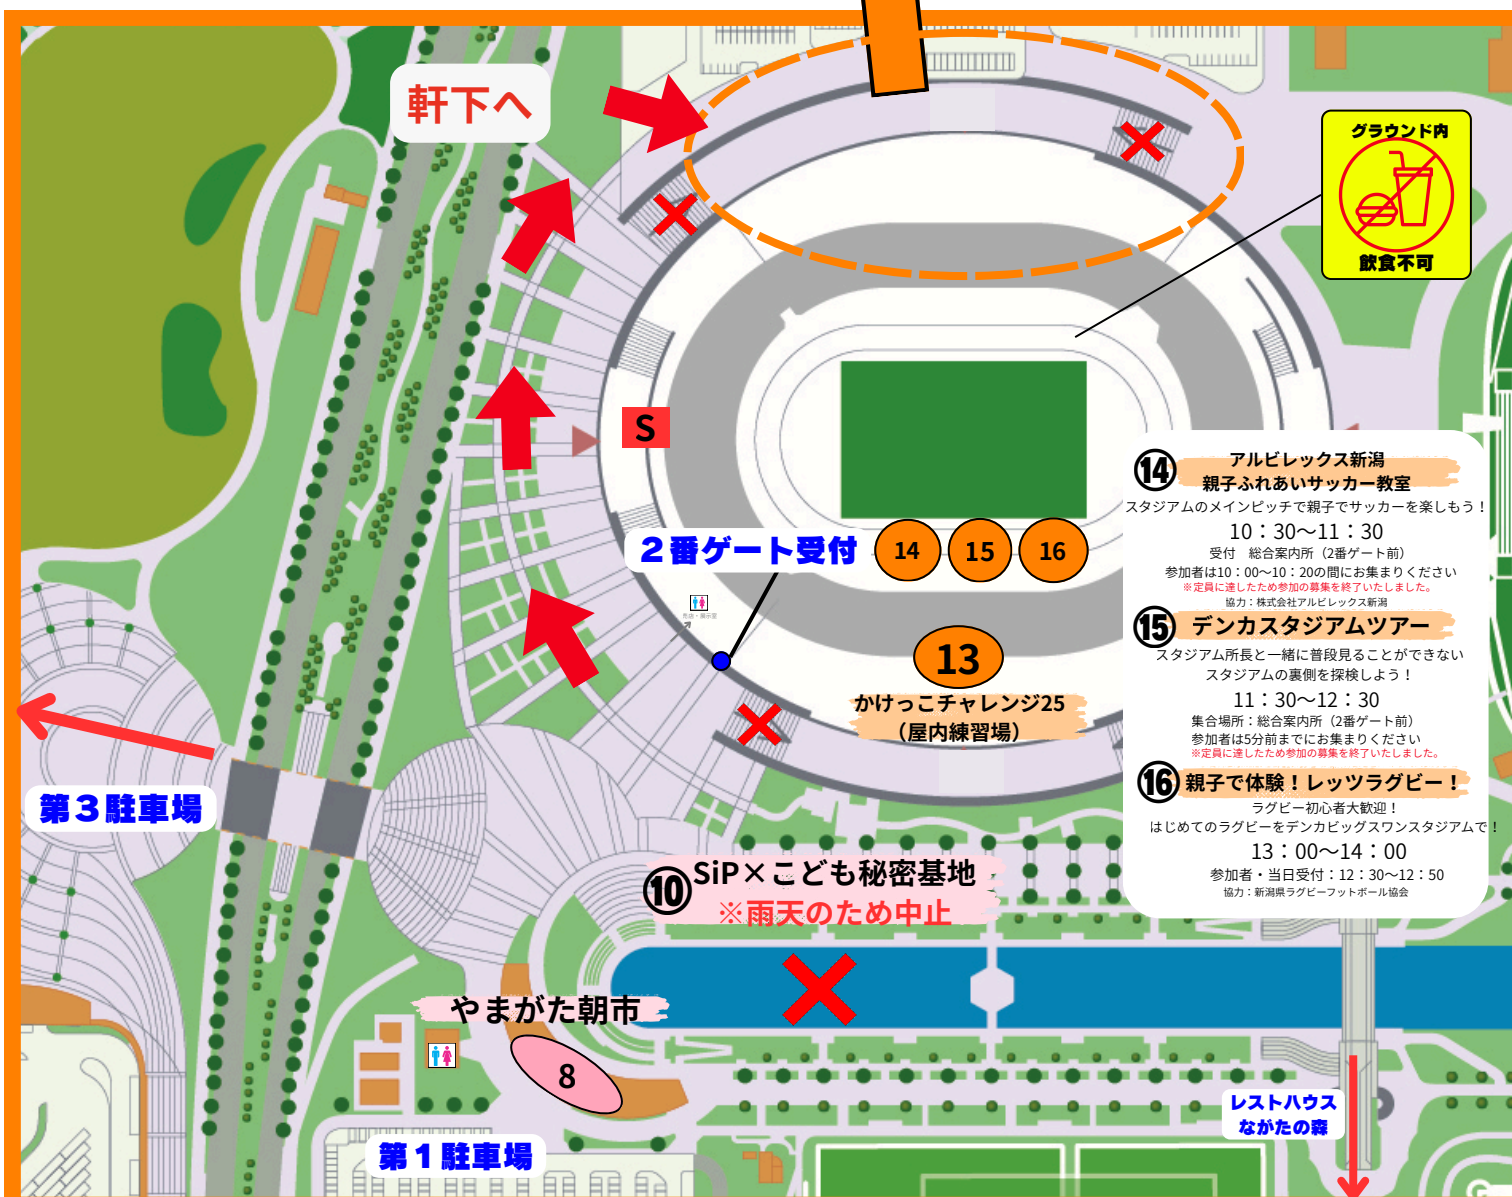 軒下へ
グラウンド内
飲食不可
S
２番ゲート受付
14
15
16
13
かけっこチャレンジ25
（屋内練習場）
⑭
アルビレックス新潟
親子ふれあいサッカー教室
スタジアムのメインピッチで親子でサッカーを楽しもう！
10：30～11：30
受付　総合案内所（2番ゲート前）
参加者は10：00～10：20の間にお集まりください
※定員に達したため参加の募集を終了いたしました。
協力：株式会社アルビレックス新潟
⑮
デンカスタジアムツアー
スタジアム所長と一緒に普段見ることができない
スタジアムの裏側を探検しよう！
11：30～12：30
集合場所：総合案内所（2番ゲート前）
参加者は5分前までにお集まりください
※定員に達したため参加の募集を終了いたしました。
⑯
親子で体験！レッツラグビー！
ラグビー初心者大歓迎！
はじめてのラグビーをデンカビッグスワンスタジアムで！
13：00～14：00
参加者・当日受付：12：30～12：50
協力：新潟県ラグビーフットボール協会
第３駐車場
⑩
SiP×こども秘密基地
※雨天のため中止
やまがた朝市
8
第１駐車場
レストハウス
ながたの森